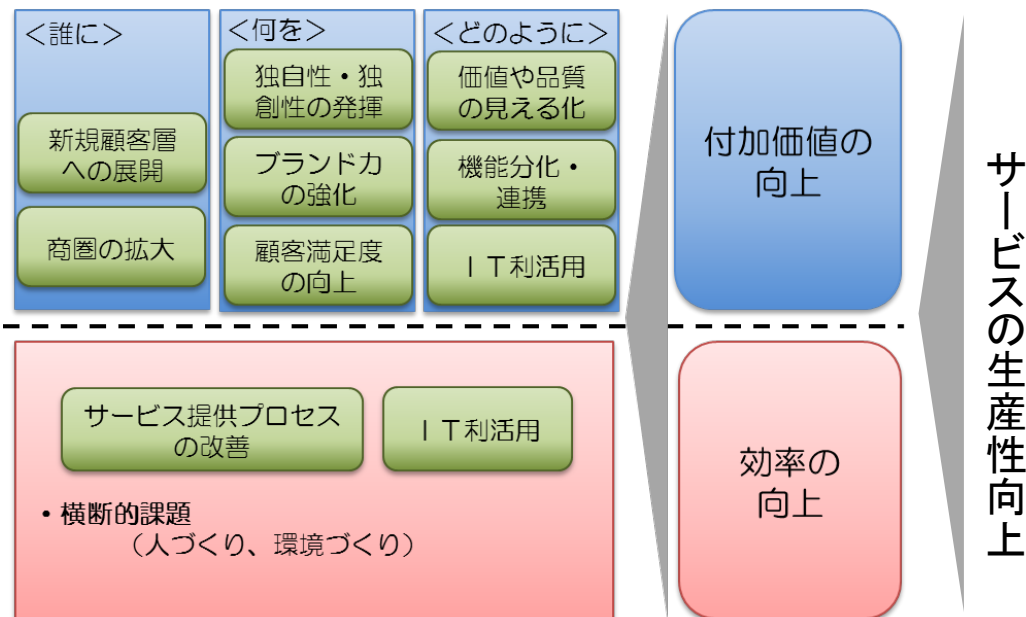 ＜誰に＞
新規顧客層
への展開
商圏の拡大
＜何を＞
独自性・独
創性の発揮
ブランド力
の強化
顧客満足度
の向上
＜どのように＞
価値や品質
の見える化
機能分化・
連携
ＩＴ利活用
付加価値の
向上
サービス提供プロセス
の改善
ＩＴ利活用
・横断的課題
（人づくり、環境づくり）
効率の
向上
サービスの生産性向上